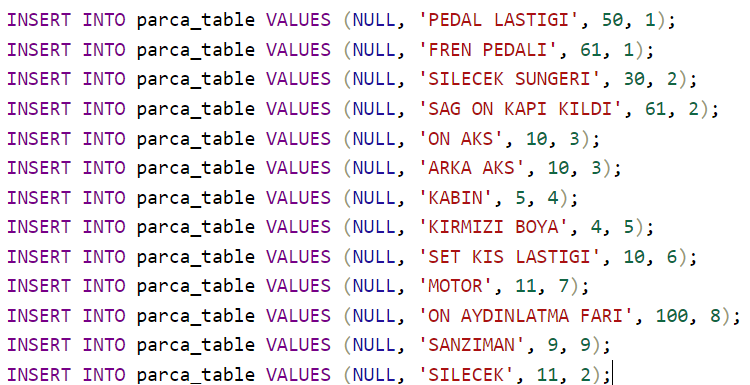 INSERT INTO parca_table VALUES (NULL, 'PEDAL LASTIGI', 50, 1);
INSERT INTO parca_table VALUES (NULL, 'FREN PEDALI', 61, 1);
INSERT INTO parca_table VALUES (NULL, 'SILECEK SUNGERI', 30, 2);
INSERT INTO parca_table VALUES (NULL, 'SAG ON KAPI KILDI', 61, 2);
INSERT INTO parca_table VALUES (NULL, 'ON AKS', 10, 3);
INSERT INTO parca_table VALUES (NULL, 'ARKA AKS', 10, 3);
INSERT INTO parca_table VALUES (NULL, 'KABIN', 5, 4);
INSERT INTO parca_table VALUES (NULL, 'KIRMIZI BOYA', 4, 5);
INSERT INTO parca_table VALUES (NULL, 'SET KIS LASTIGI', 10, 6);
INSERT INTO parca_table VALUES (NULL, 'MOTOR', 11, 7);
INSERT INTO parca_table VALUES (NULL, 'ON AYDINLATMA FARI', 100, 8);
INSERT INTO parca_table VALUES (NULL, 'SANZIMAN', 9, 9);
INSERT INTO parca_table VALUES (NULL, 'SILECEK', 11, 2);